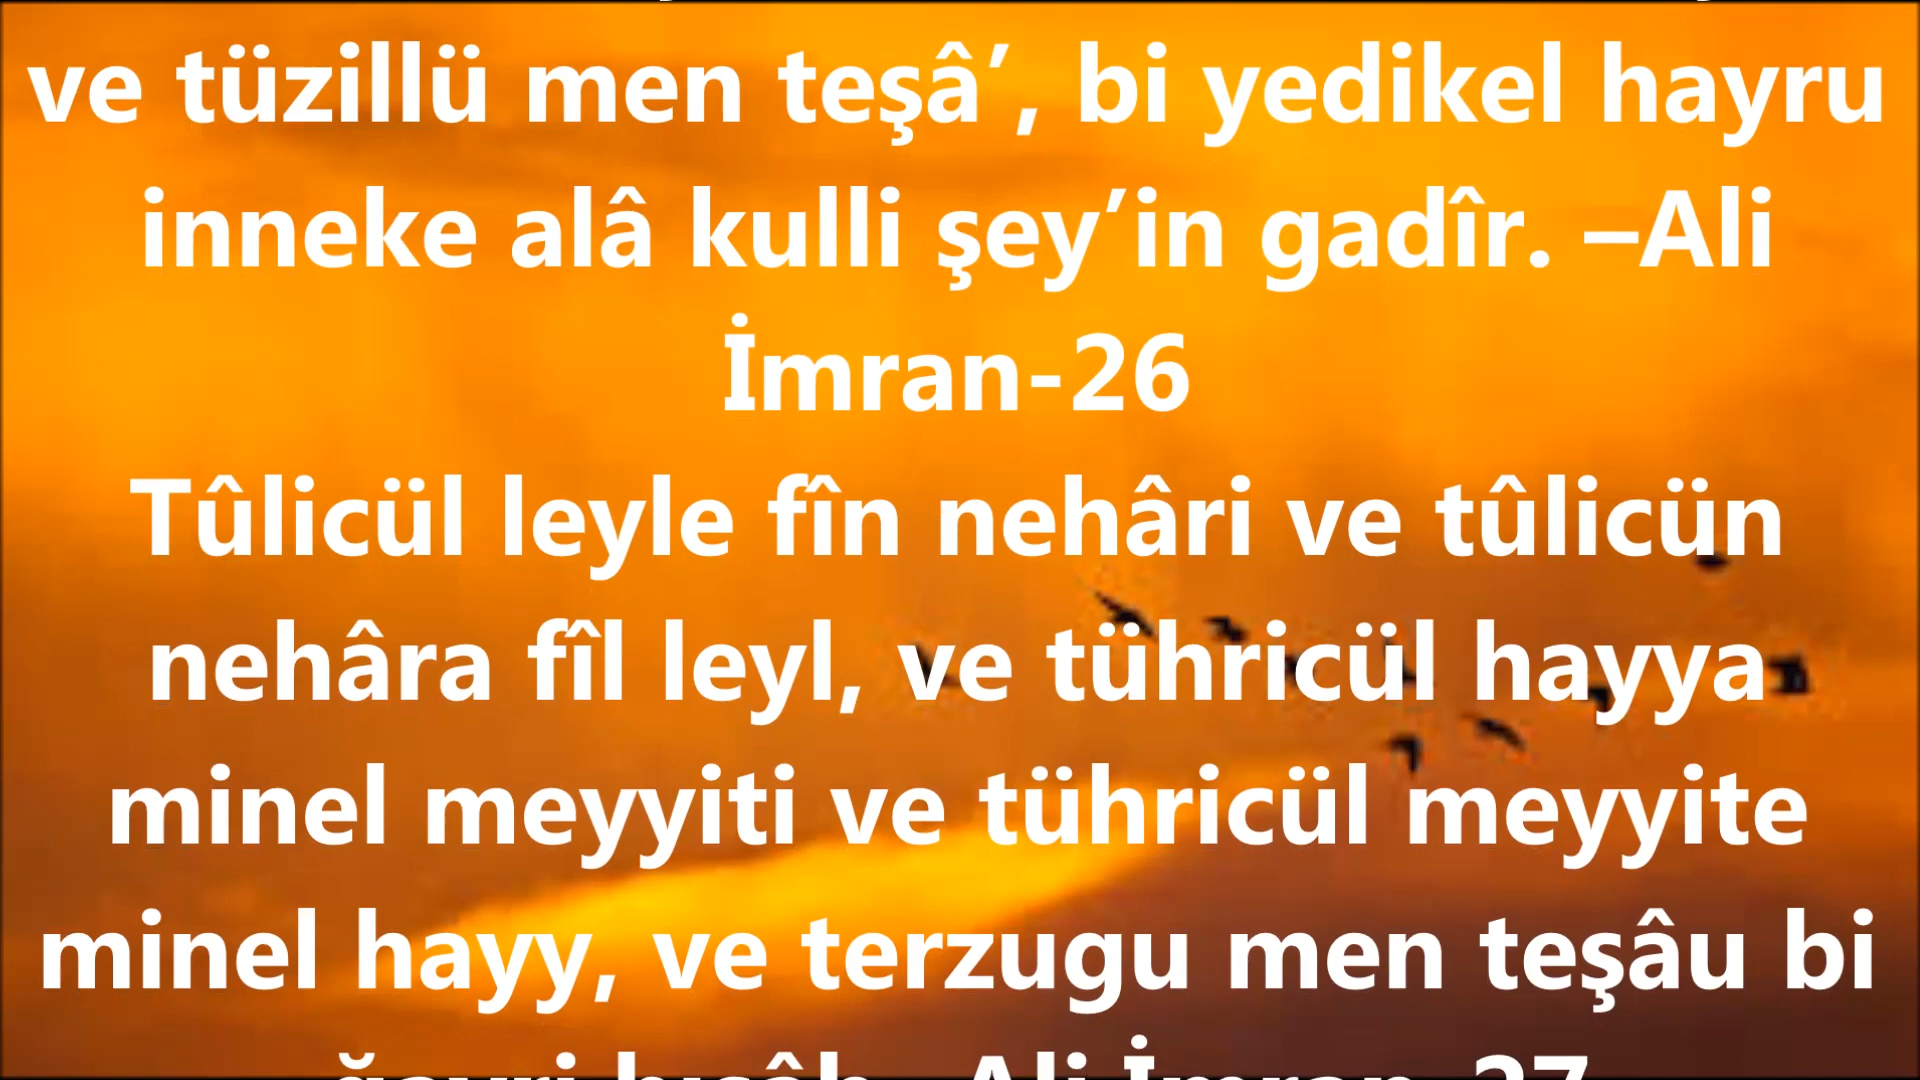 ve tüzillü men teşâ’, bi yedikel hayru
inneke alâ kulli şey’in gadîr. –Ali
İmran-26
Tûlicül leyle fîn nehâri ve tûlicün
nehâra fîl leyl, ve tühricül hayya
minel meyyiti ve tühricül meyyite
minel hayy, ve terzugu men teşâu bi
ğayri hısâb. Ali İmran-27